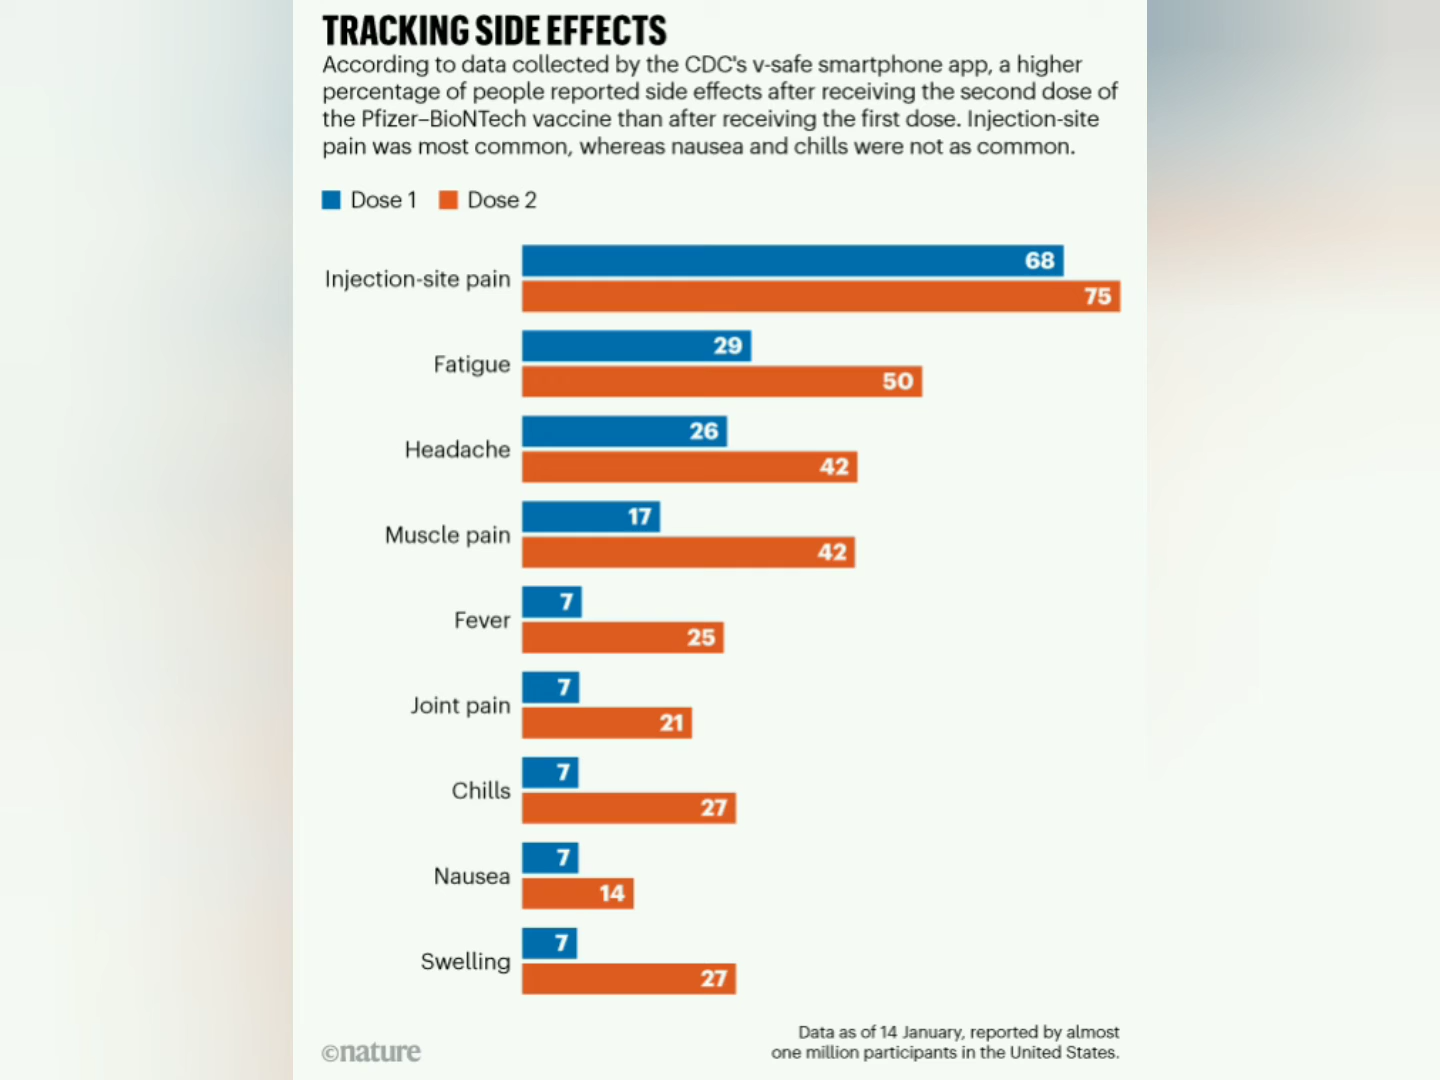 TRACKING SIDE EFFECTS
According to data collected by the CDC's v-safe smartphone app, a higher
percentage of people reported side effects after receiving the second dose of
the Pfizer–BioNTech vaccine than after receiving the first dose. Injection-site
pain was most common, whereas nausea and chills were not as common.
Dose 1 Dose 2
Injection-site pain
68
75
Fatigue
29
50
Headache
26
42
Muscle pain
17
42
Fever
7
25
Joint pain
7
21
Chills
7
27
Nausea
7
14
Swelling
7
27
Data as of 14 January, reported by almost
one million participants in the United States.
©nature